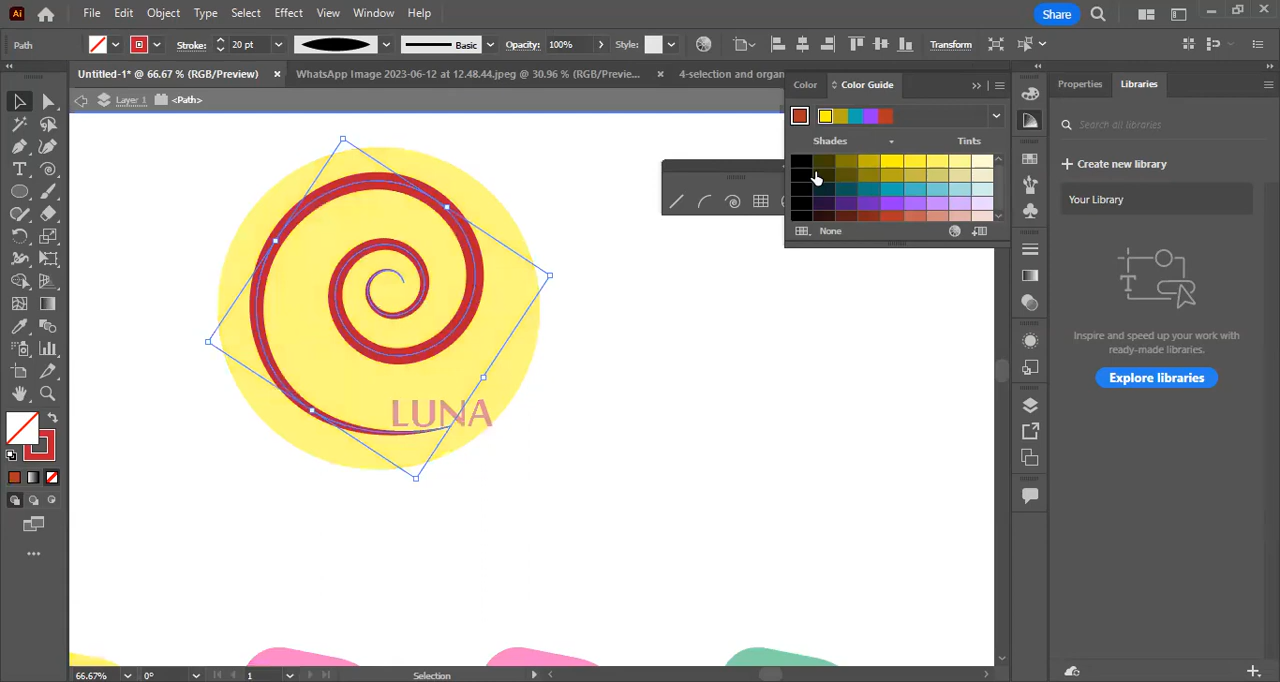 Ai File Edit Object Type Select Effect View Window Help Share
Path Stroke: 20 pt Basic Opacity: 100% Style: Transform
Untitled-1* @ 66.67 % (RGB/Preview) × WhatsApp Image 2023-06-12 at 12.48.44.jpeg @ 30.96 % (RGB/Previe... × 4-selection and organ
Layer 1 <Path>
Color Color Guide
Shades Tints
None
Properties Libraries
Search all libraries
Create new library
Your Library
Inspire and speed up your work with
ready-made libraries.
Explore libraries
LUNA
66.67% 0° 1 Selection